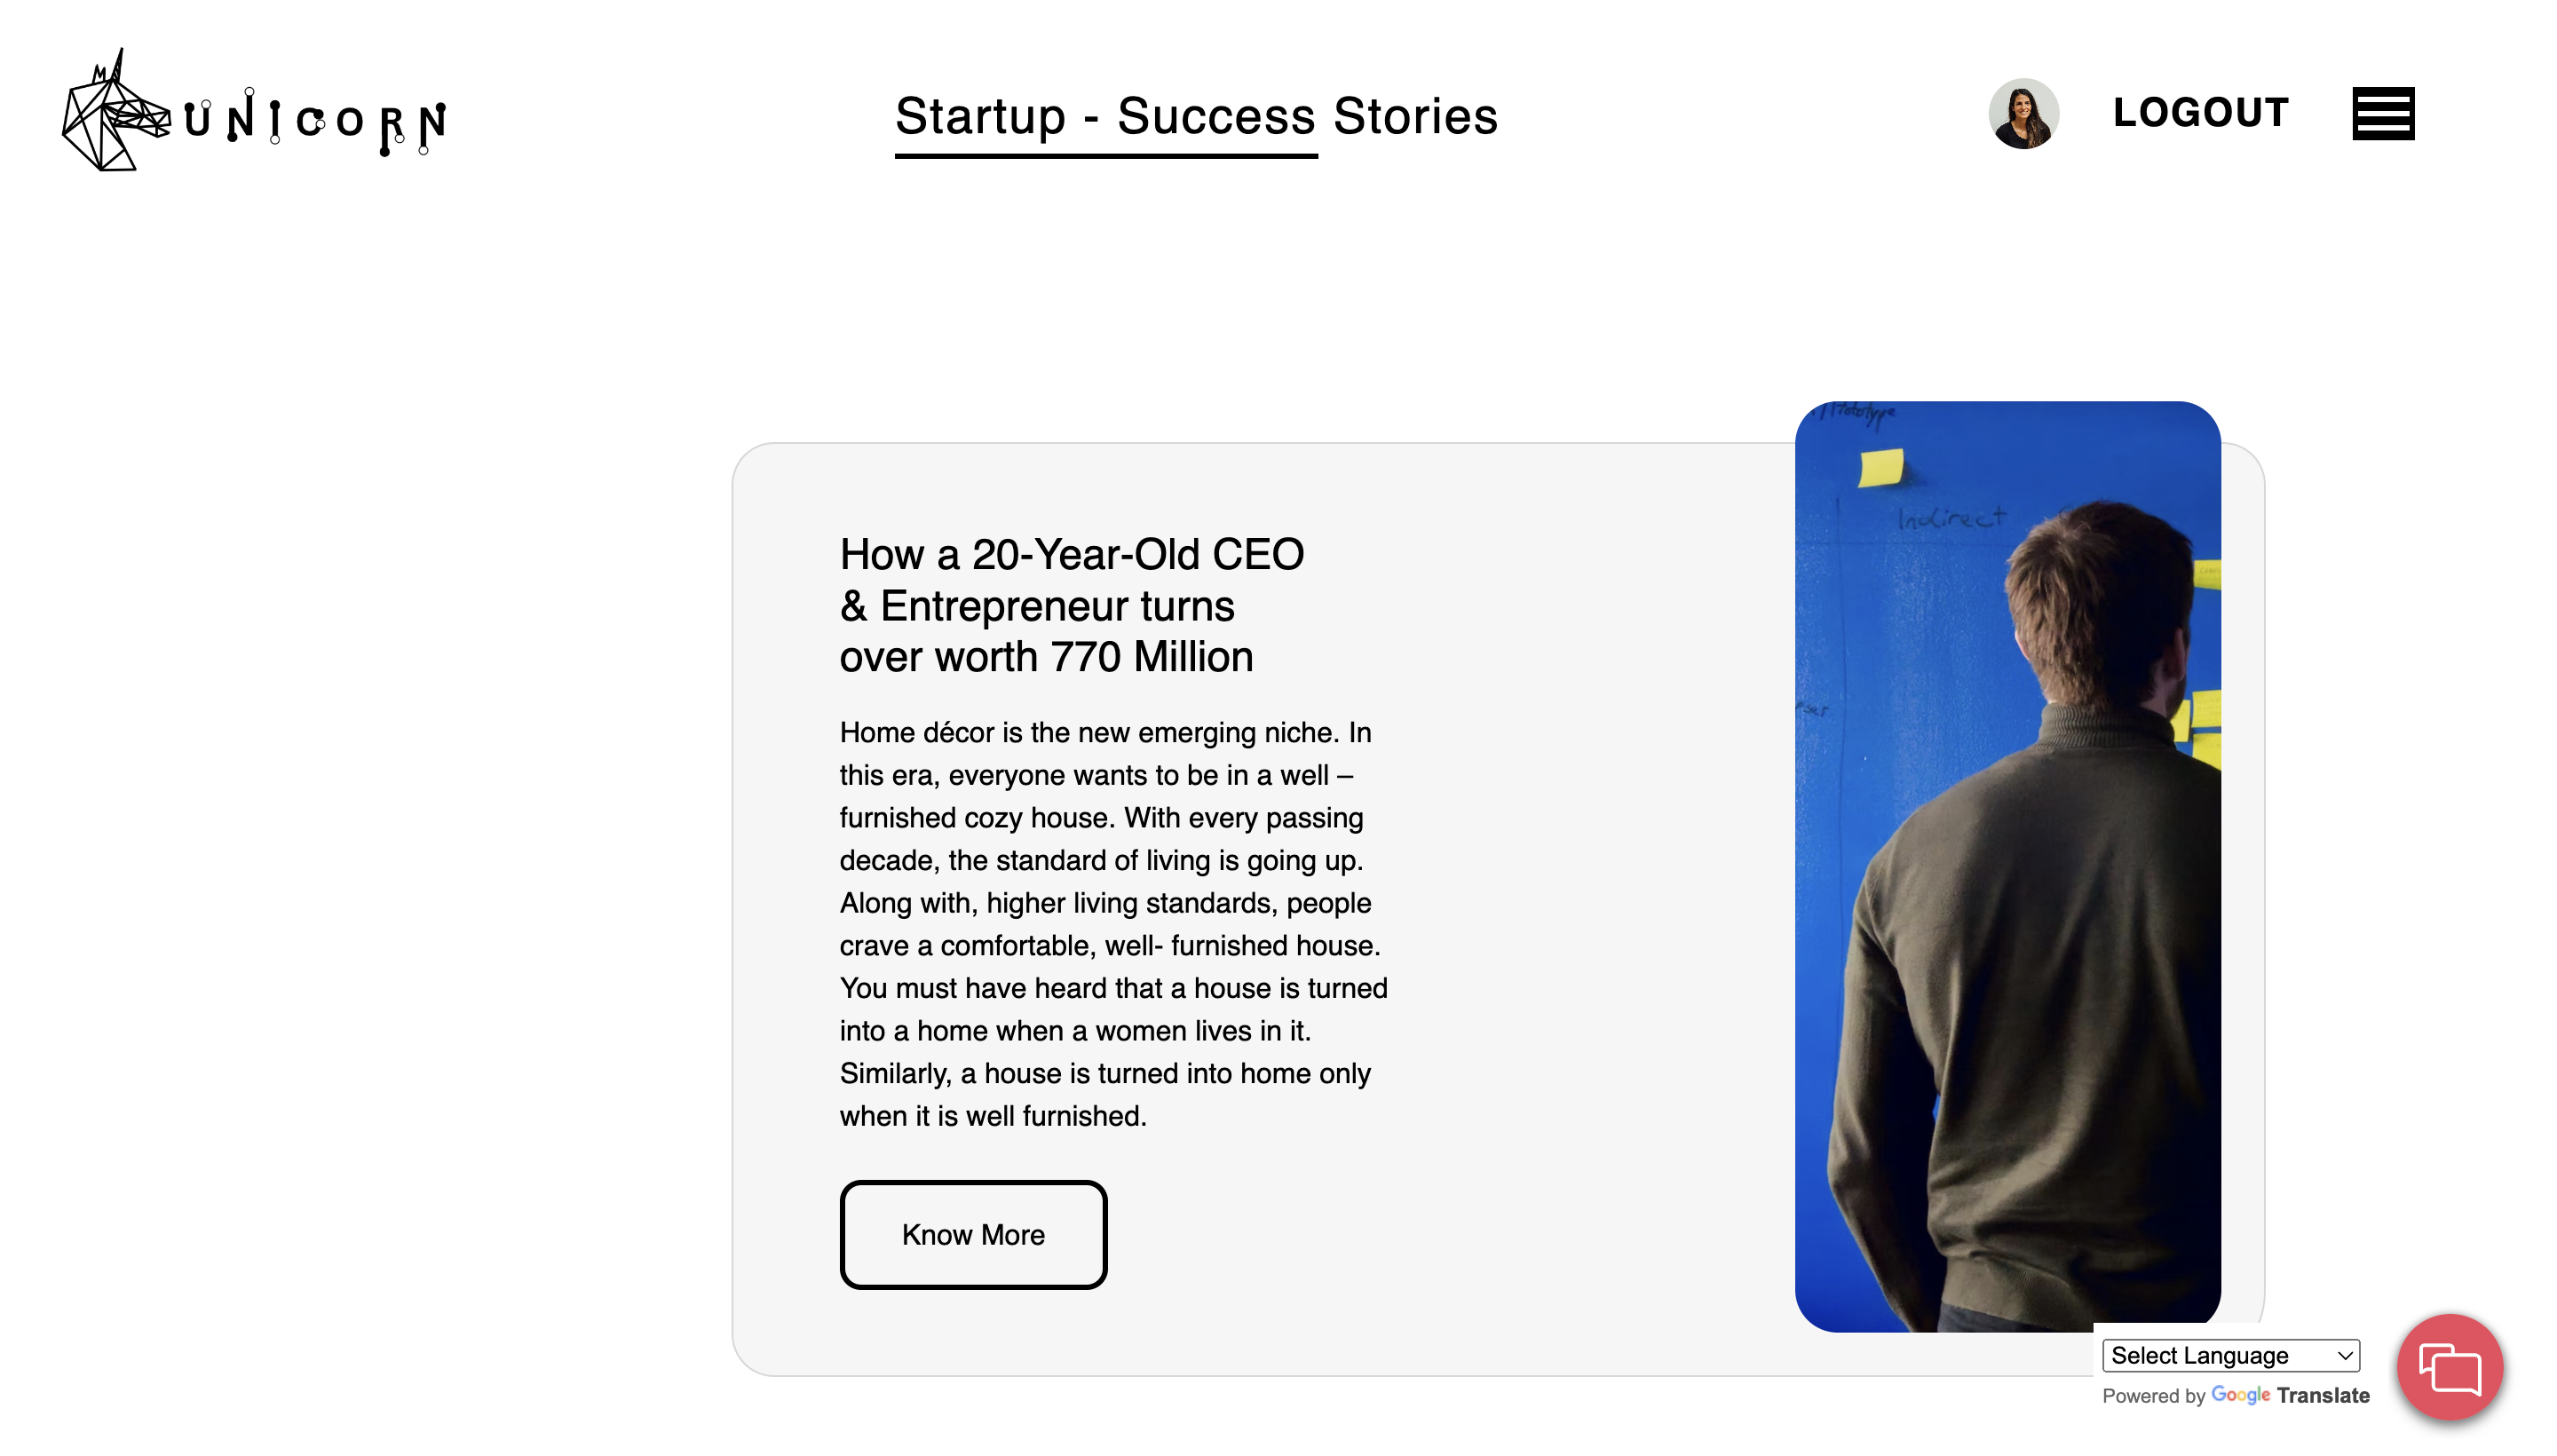 UNICORN
Startup - Success Stories
LOGOUT
Prototype
Indirect
How a 20-Year-Old CEO
& Entrepreneur turns
over worth 770 Million
Home décor is the new emerging niche. In
this era, everyone wants to be in a well –
furnished cozy house. With every passing
decade, the standard of living is going up.
Along with, higher living standards, people
crave a comfortable, well- furnished house.
You must have heard that a house is turned
into a home when a women lives in it.
Similarly, a house is turned into home only
when it is well furnished.
Know More
Select Language
Powered by Google Translate